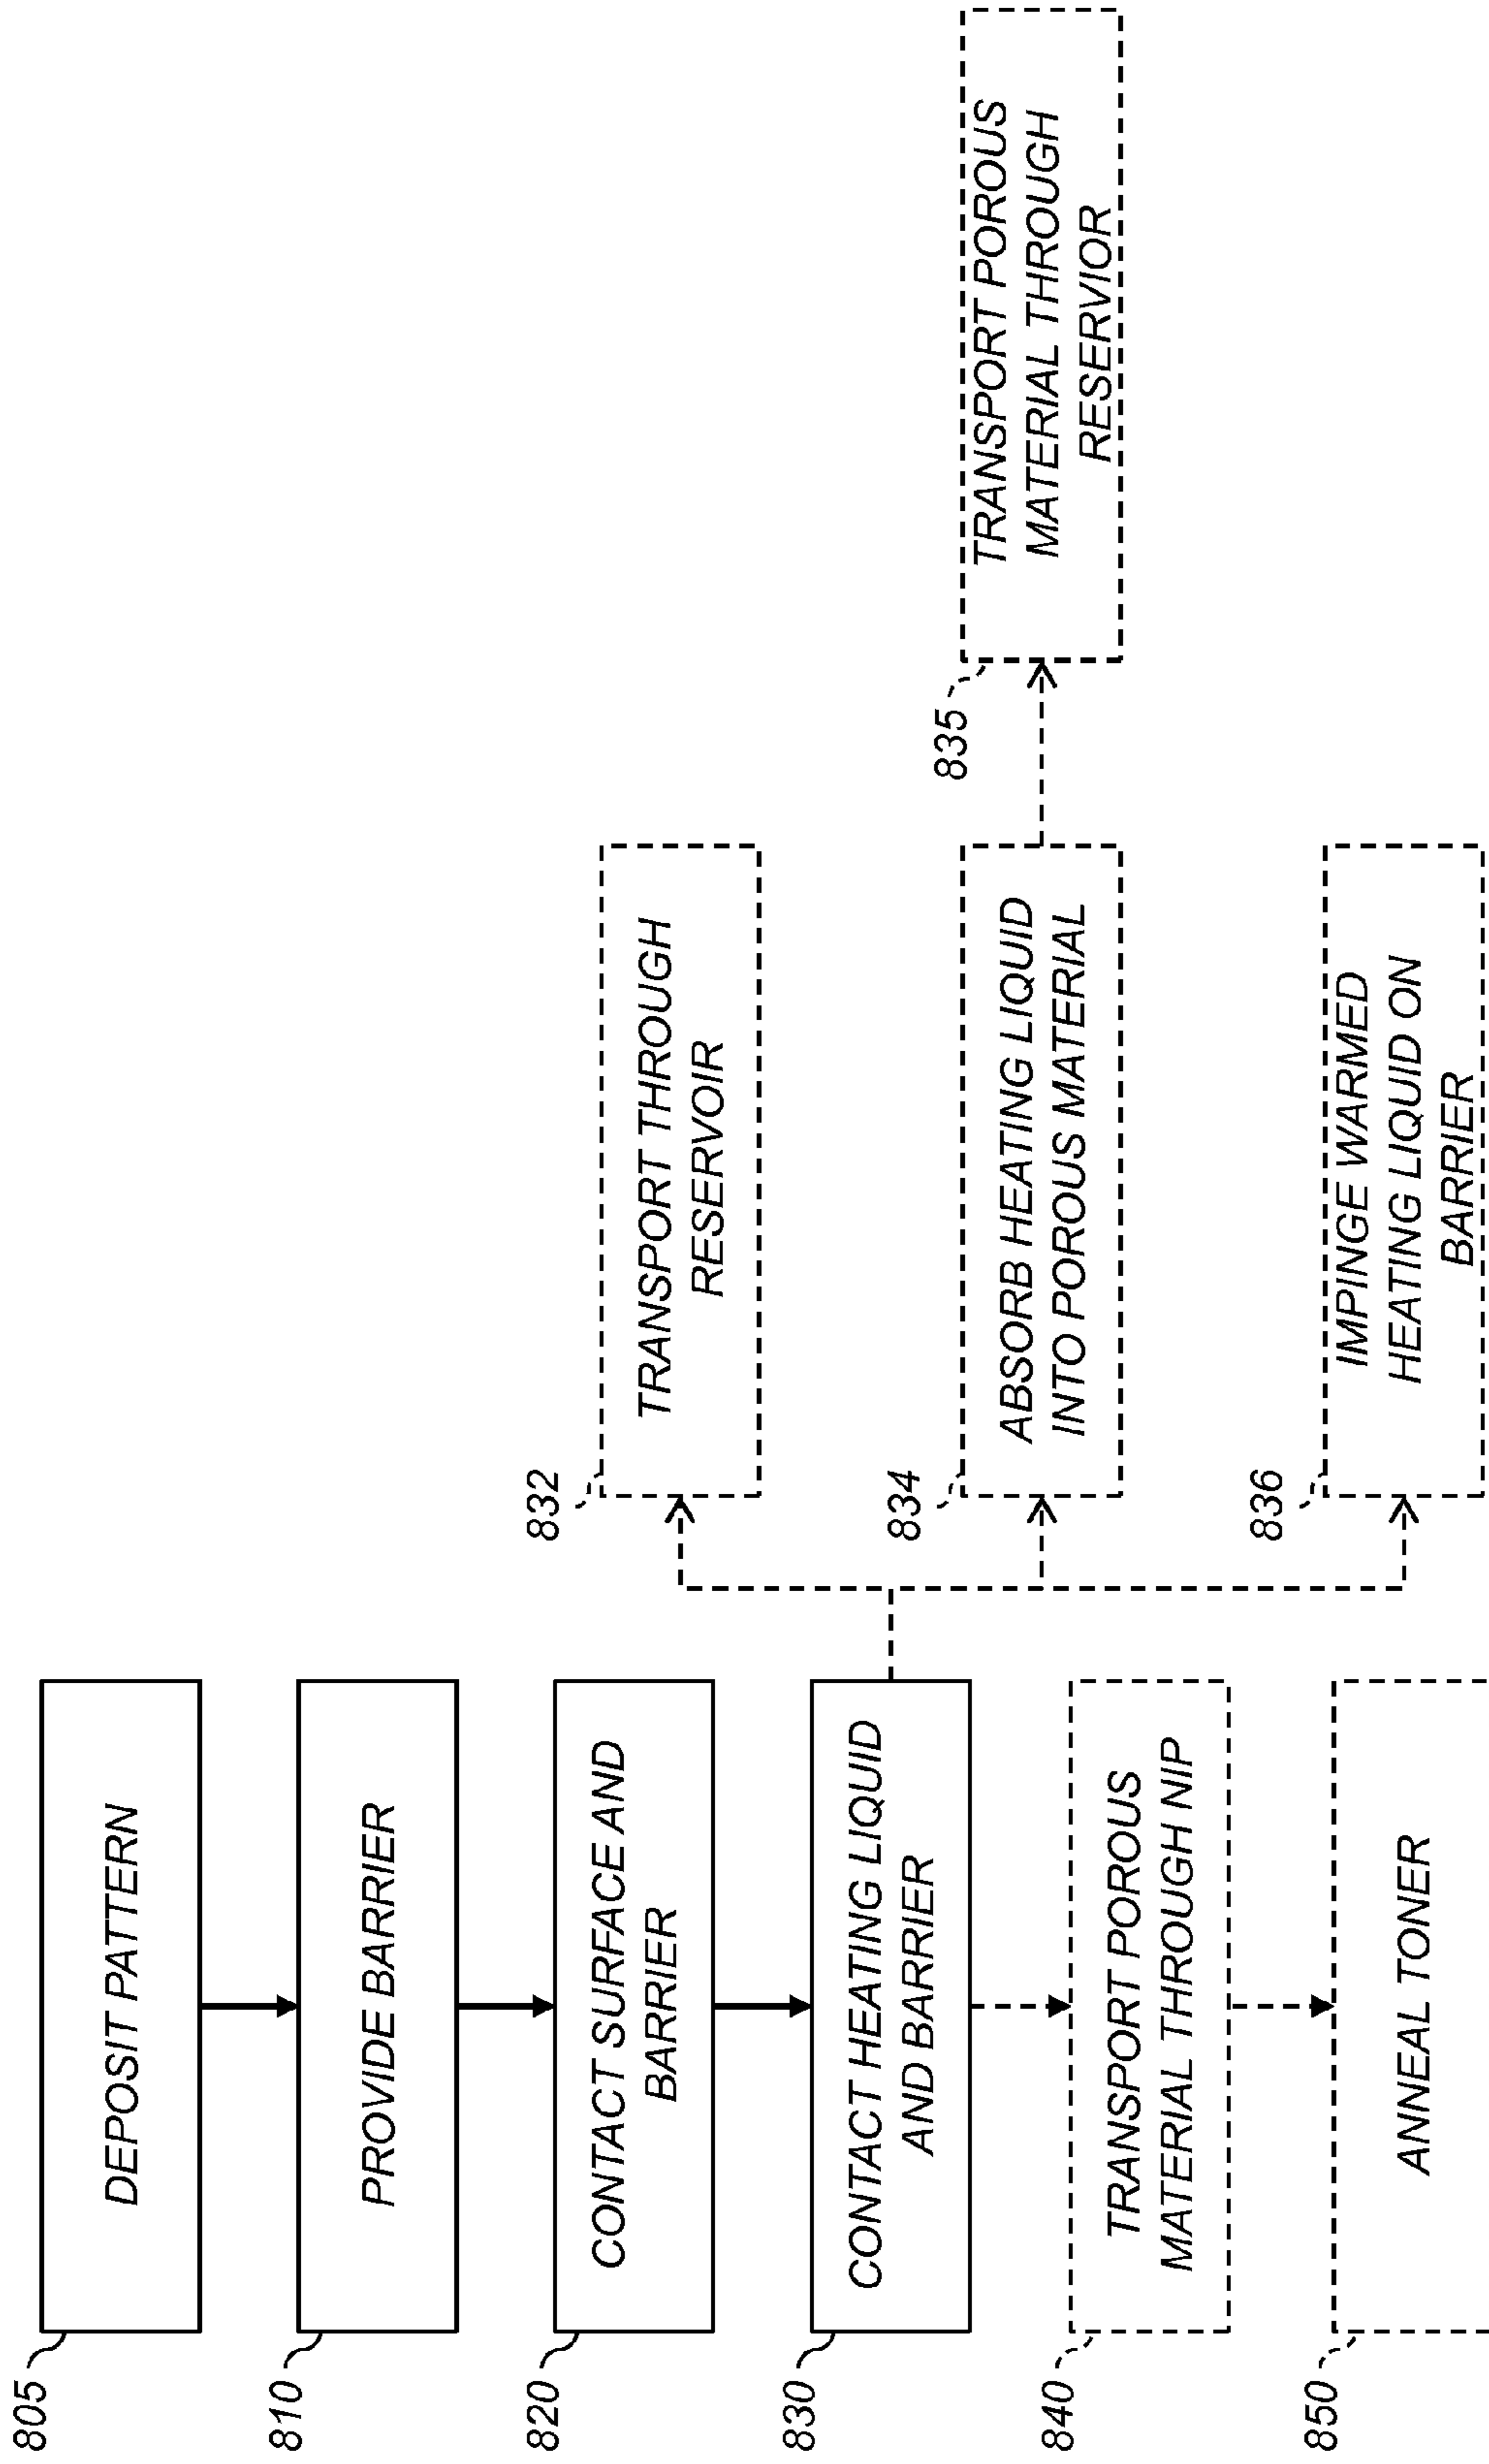 805
DEPOSIT PATTERN
810
PROVIDE BARRIER
820
CONTACT SURFACE AND
BARRIER
830
CONTACT HEATING LIQUID
AND BARRIER
832
TRANSPORT THROUGH
RESERVOIR
834
ABSORB HEATING LIQUID
INTO POROUS MATERIAL
835
TRANSPORT POROUS
MATERIAL THROUGH
RESERVIOR
836
IMPINGE WARMED
HEATING LIQUID ON
BARRIER
840
TRANSPORT POROUS
MATERIAL THROUGH NIP
850
ANNEAL TONER